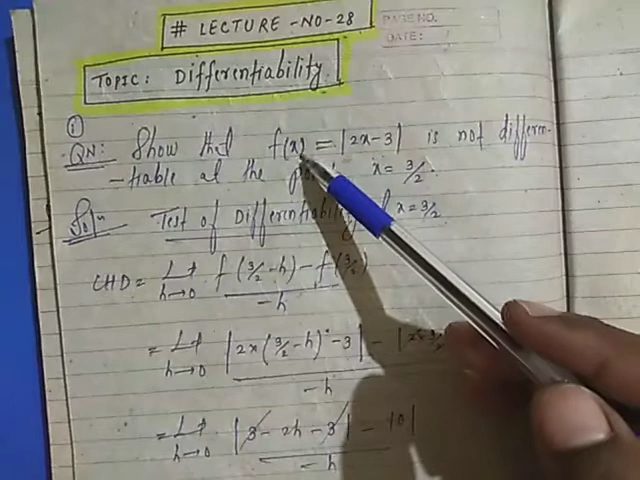 # LECTURE-NO-28
PAGE NO.
DATE:
TOPIC: Differentiability
(i)
QN: Show that f(x) = |2x-3| is not differen-
-tiable at the x = 3/2.
Sol^n Test of Differentiability x = 3/2
LHD = Lt h→0 f(3/2 -h) - f(3/2) / -h
= Lt h→0 |2×(3/2 -h) -3| - / -h
= Lt h→0 |3 - 2h - 3| - |0| / -h